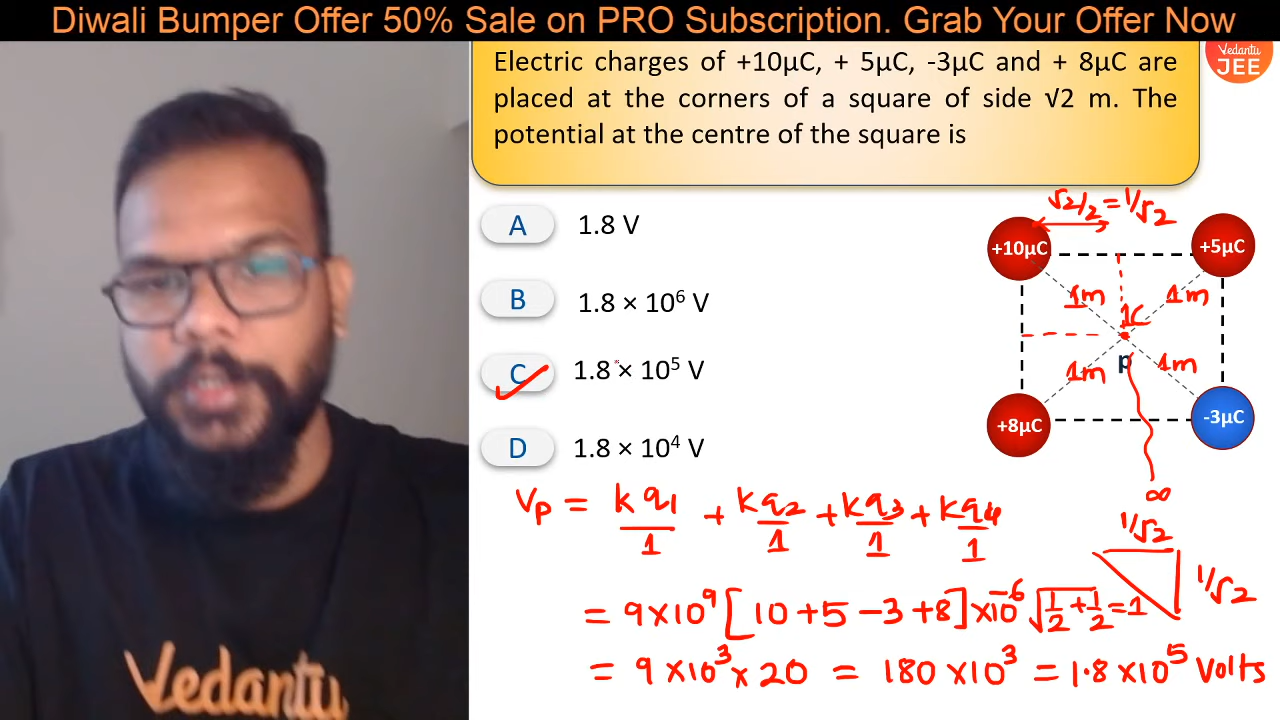 Diwali Bumper Offer 50% Sale on PRO Subscription. Grab Your Offer Now
Vedantu
JEE
Electric charges of +10μC, + 5μC, -3μC and + 8μC are
placed at the corners of a square of side √2 m. The
potential at the centre of the square is
A 1.8 V
B 1.8 × 10⁶ V
C 1.8 × 10⁵ V
D 1.8 × 10⁴ V
√2/2 = 1/√2
+10μC
+5μC
1m
1m
1C
P
1m
1m
+8μC
-3μC
∞
Vp = kq1/1 + kq2/1 + kq3/1 + kq4/1
1/√2
1/√2
= 9×10⁹ [10+5-3+8]×10⁻⁶
√1/2+1/2 = 1
= 9×10³×20 = 180×10³ = 1.8×10⁵ Volts
Vedantu